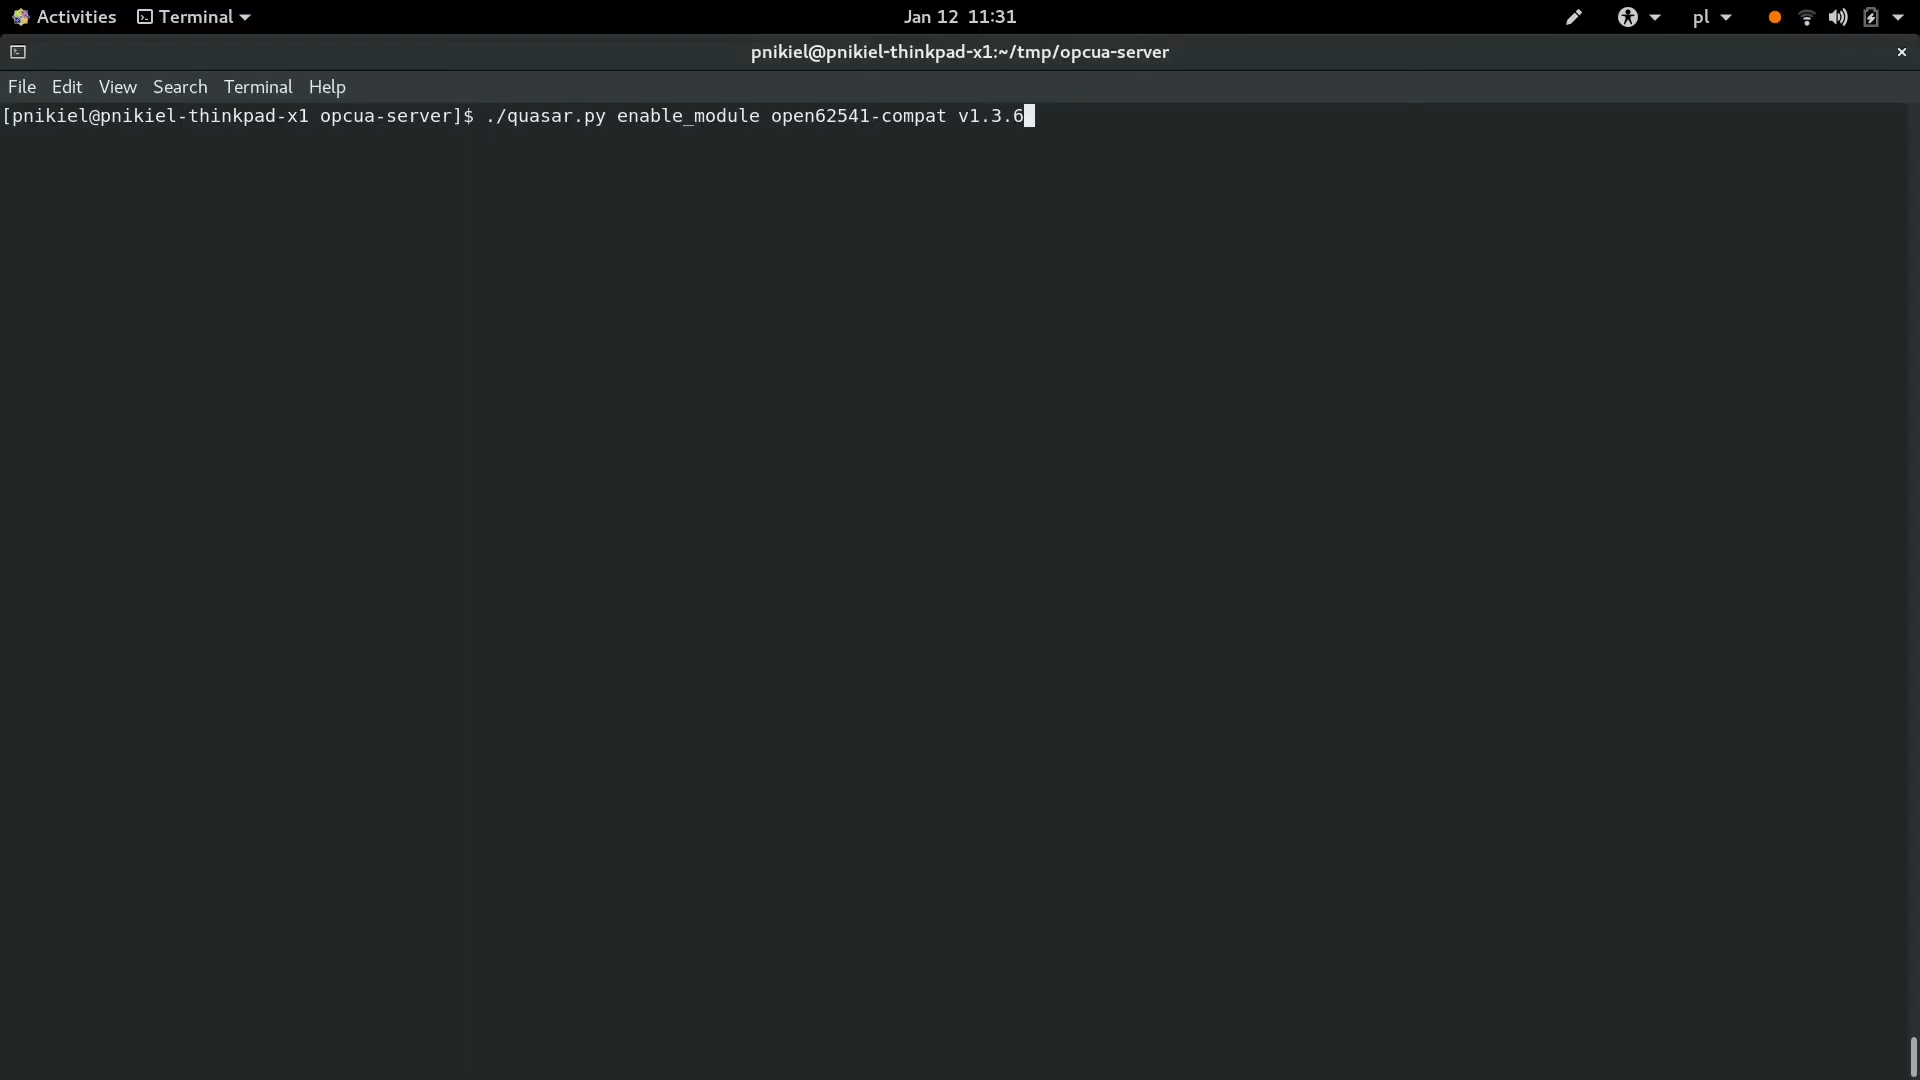 Activities Terminal Jan 12 11:31 pl
pnikiel@pnikiel-thinkpad-x1:~/tmp/opcua-server
File Edit View Search Terminal Help
[pnikiel@pnikiel-thinkpad-x1 opcua-server]$ ./quasar.py enable_module open62541-compat v1.3.6